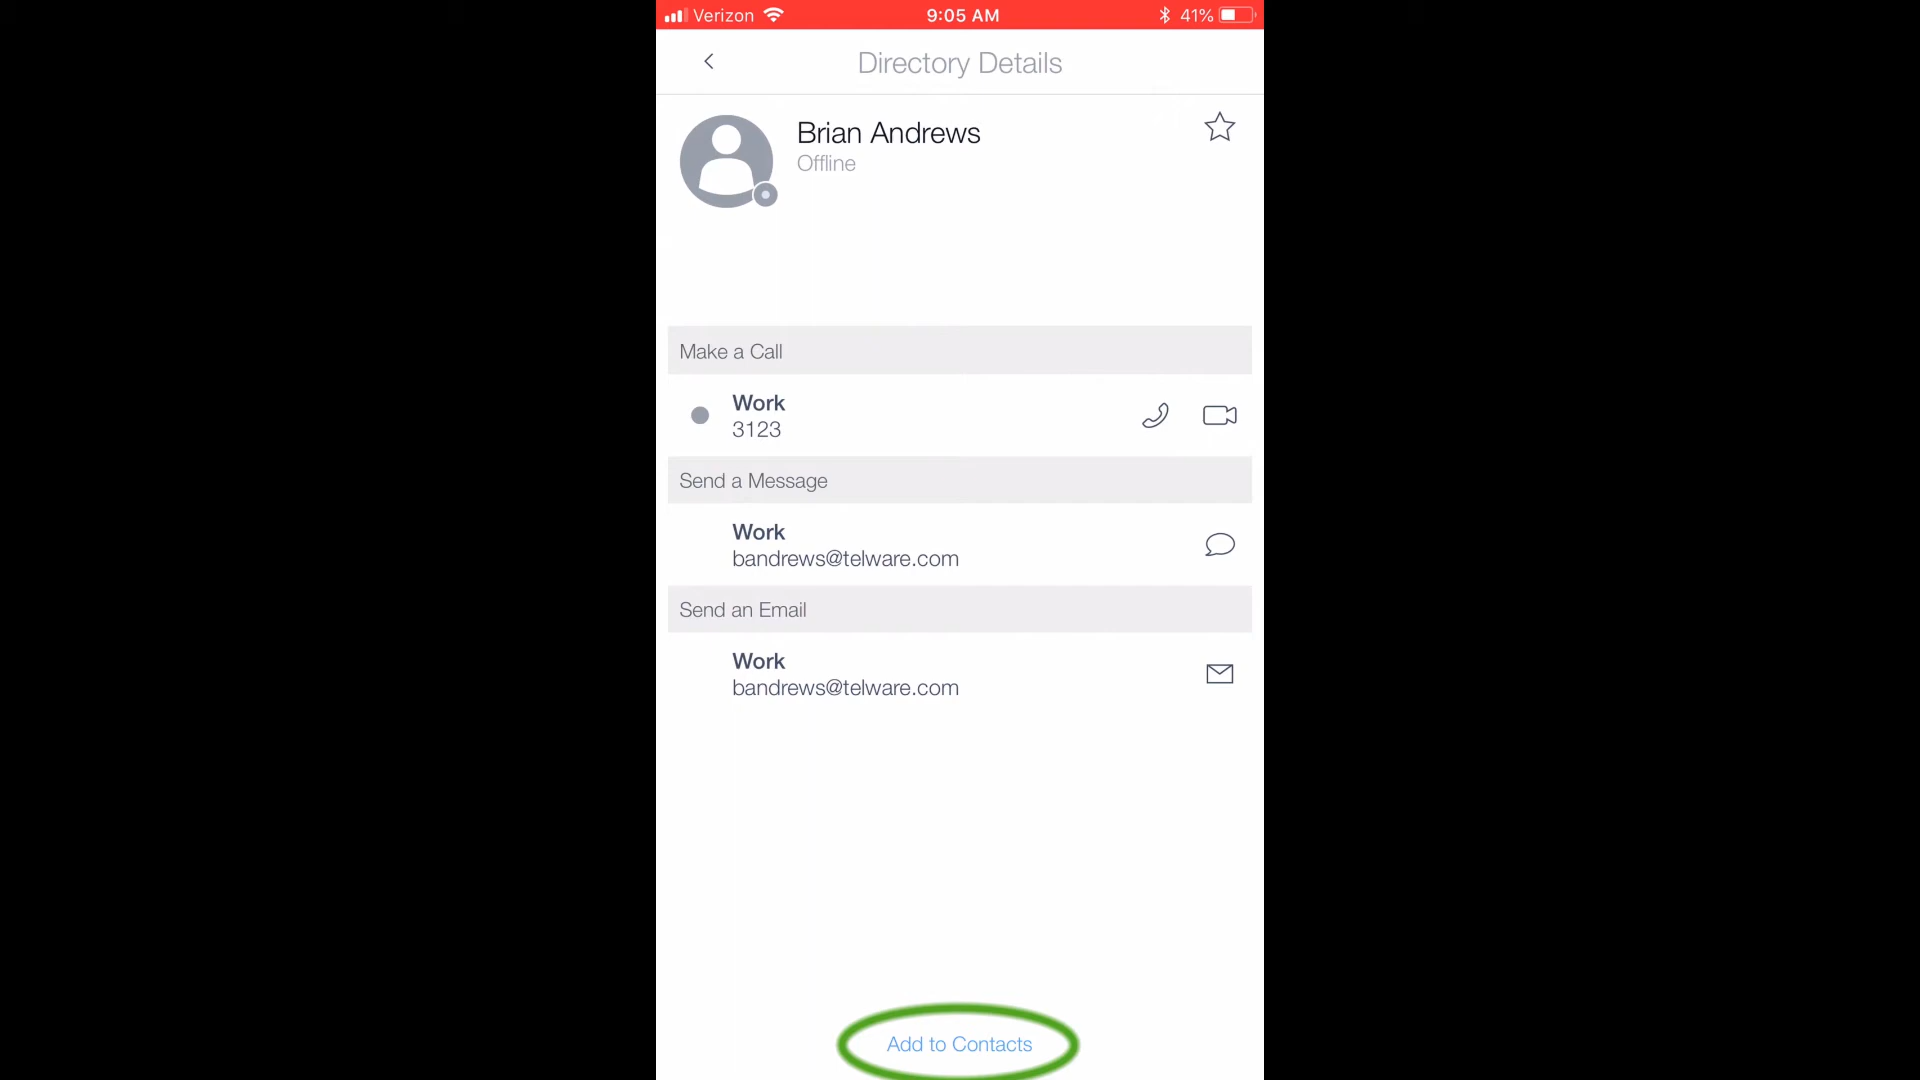 Verizon 9:05 AM 41%
Directory Details
Brian Andrews
Offline
Make a Call
Work
3123
Send a Message
Work
bandrews@telware.com
Send an Email
Work
bandrews@telware.com
Add to Contacts